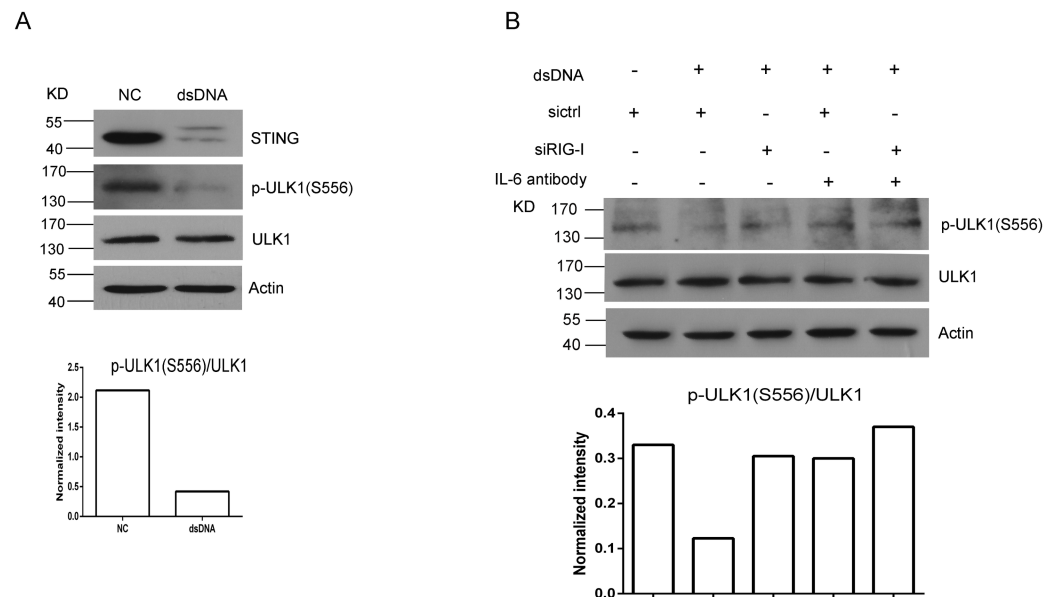 A
KD NC dsDNA
55
40
STING
170
130
p-ULK1(S556)
170
130
ULK1
55
40
Actin
p-ULK1(S556)/ULK1
Normalized intensity
2.5
2.0
1.5
1.0
0.5
0.0
NC dsDNA
B
dsDNA - + + + +
sictrl + + - + -
siRIG-I - - + - +
IL-6 antibody - - - + +
KD
170
130
p-ULK1(S556)
170
130
ULK1
55
40
Actin
p-ULK1(S556)/ULK1
Normalized intensity
0.4
0.3
0.2
0.1
0.0